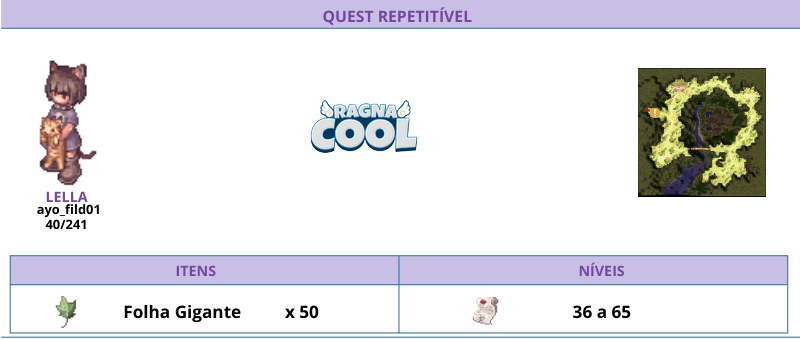 QUEST REPETITÍVEL
RAGNA
COOL
LELLA
ayo_fild01
40/241
ITENS
NÍVEIS
Folha Gigante x 50
36 a 65